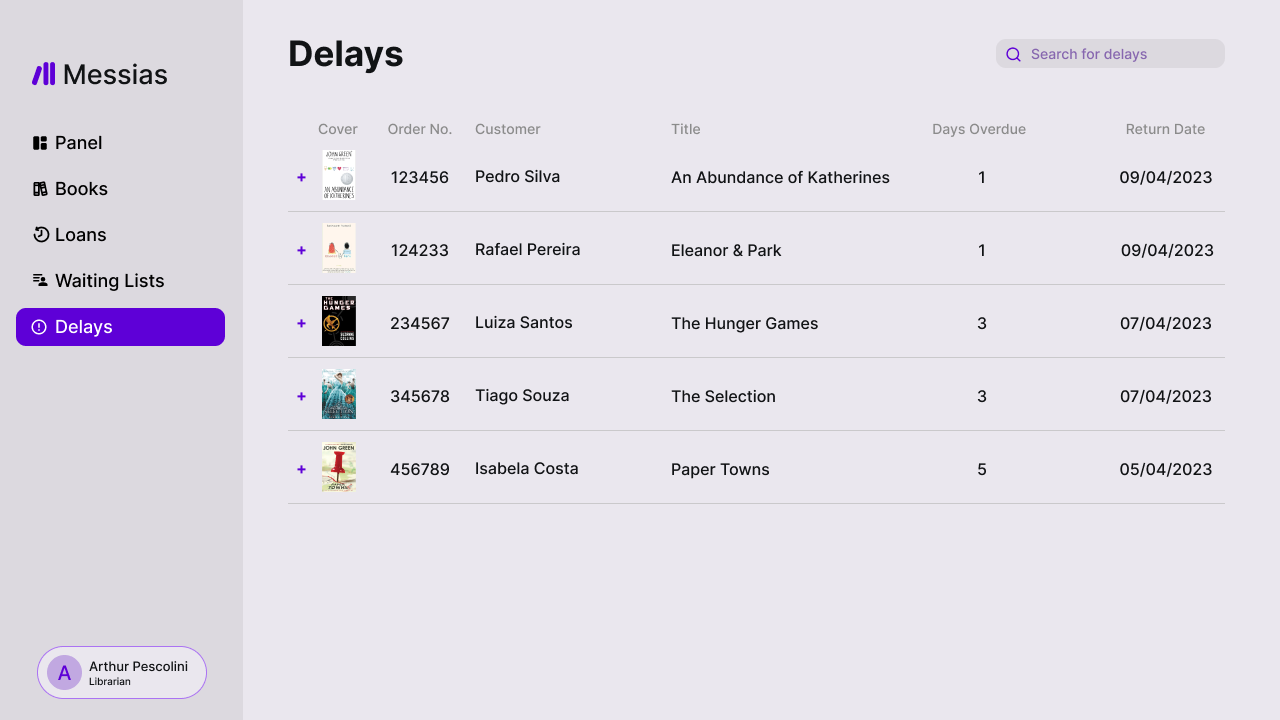 Messias
Panel
Books
Loans
Waiting Lists
Delays
Arthur Pescolini
Librarian
A
Delays
Search for delays
Cover Order No. Customer Title Days Overdue Return Date
+ 123456 Pedro Silva An Abundance of Katherines 1 09/04/2023
JOHN GREEN
AN ABUNDANCE
OF KATHERINES
+ 124233 Rafael Pereira Eleanor & Park 1 09/04/2023
+ 234567 Luiza Santos The Hunger Games 3 07/04/2023
THE
HUNGER
GAMES
SUZANNE
COLLINS
+ 345678 Tiago Souza The Selection 3 07/04/2023
SELECTION
+ 456789 Isabela Costa Paper Towns 5 05/04/2023
JOHN GREEN
TOWNS